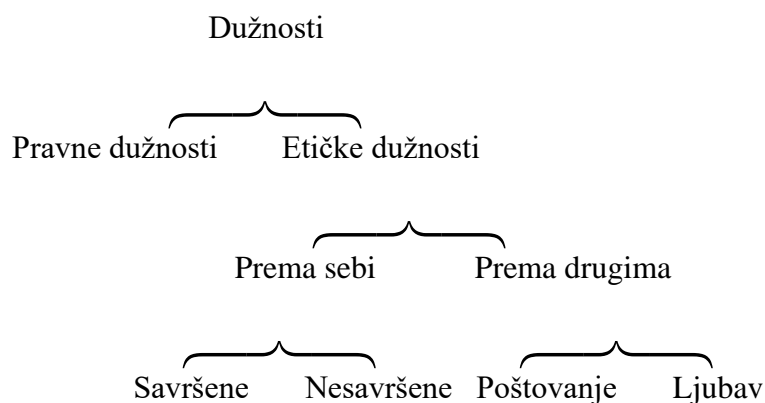 Dužnosti
Pravne dužnosti Etičke dužnosti
Prema sebi Prema drugima
Savršene Nesavršene Poštovanje Ljubav